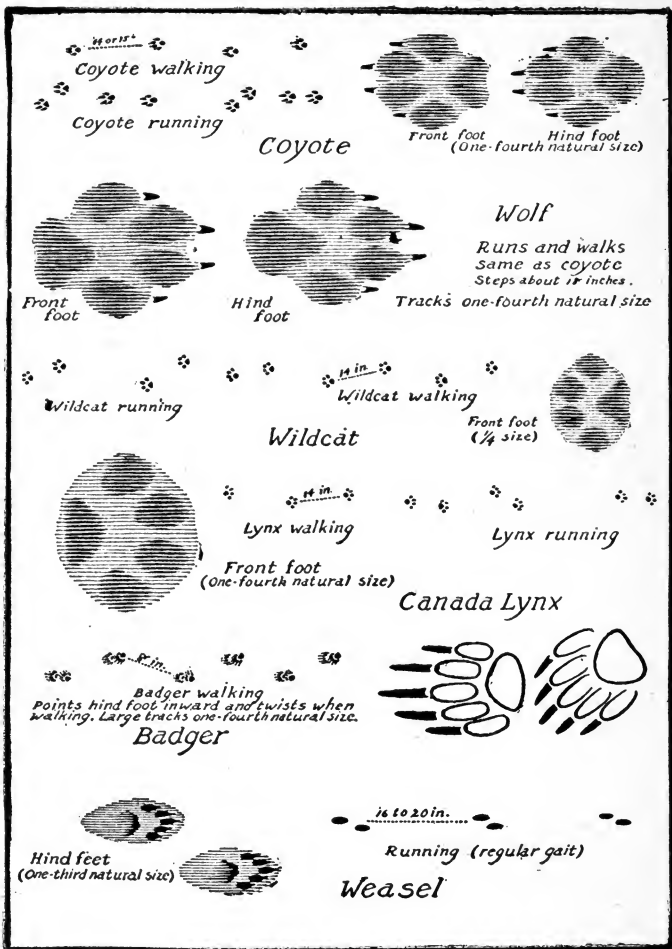 14 or 15"
Coyote walking
Coyote running
Coyote
Front foot
Hind foot
(One-fourth natural size)
Wolf
Runs and walks
same as coyote
Steps about 18 inches.
Tracks one-fourth natural size
Front
foot
Hind
foot
Wildcat running
14 in.
Wildcat walking
Wildcat
Front foot
(¼ size)
14 in.
Lynx walking
Lynx running
Front foot
(One-fourth natural size)
Canada Lynx
in.
Badger walking
Points hind foot inward and twists when
walking. Large tracks one-fourth natural size.
Badger
Hind feet
(One-third natural size)
16 to 20 in.
Running (regular gait)
Weasel